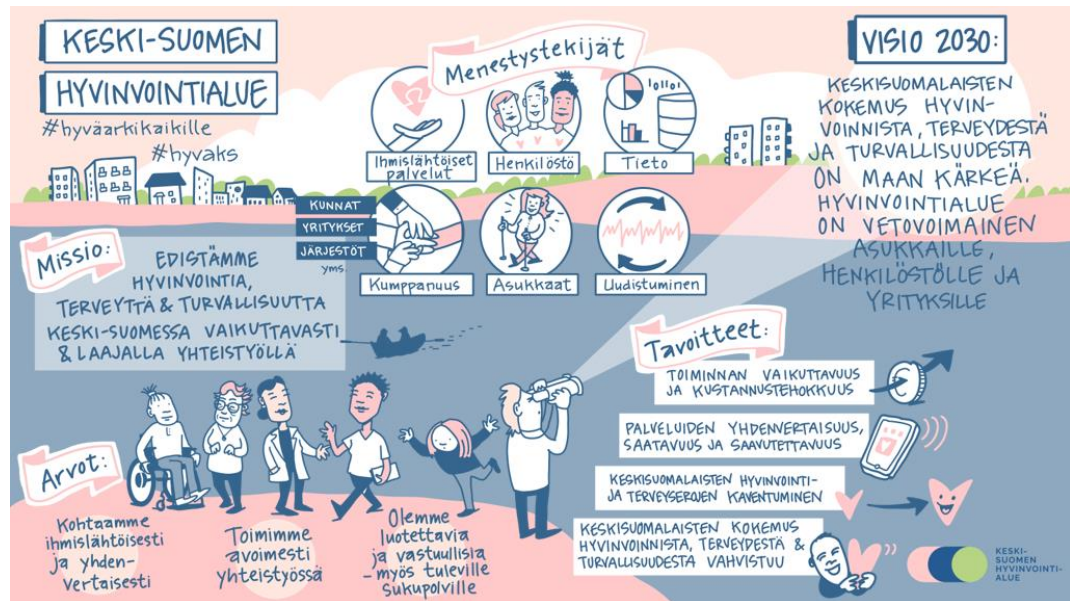 KESKI-SUOMEN
HYVINVOINTIALUE
#hyväarkikaikille
#hyvaks
Menestystekijät
Ihmislähtöiset
palvelut
Henkilöstö
lollol
Tieto
KUNNAT
YRITYKSET
JÄRJESTÖT
yms.
Kumppanuus
Asukkaat
Uudistuminen
VISIO 2030:
KESKISUOMALAISTEN
KOKEMUS HYVIN-
VOINNISTA, TERVEYDESTÄ
JA TURVALLISUUDESTA
ON MAAN KÄRKEÄ.
HYVINVOINTIALUE
ON VETOVOIMAINEN
ASUKKAILLE,
HENKILÖSTÖLLE JA
YRITYKSILLE
Missio:
EDISTÄMME
HYVINVOINTIA,
TERVEYTTÄ & TURVALLISUUTTA
KESKI-SUOMESSA VAIKUTTAVASTI
& LAAJALLA YHTEISTYÖLLÄ
Tavoitteet:
TOIMINNAN VAIKUTTAVUUS
JA KUSTANNUSTEHOKKUUS
PALVELUIDEN YHDENVERTAISUUS,
SAATAVUUS JA SAAVUTETTAVUUS
KESKISUOMALAISTEN HYVINVOINTI-
JA TERVEYSEROJEN KAVENTUMINEN
KESKISUOMALAISTEN KOKEMUS
HYVINVOINNISTA, TERVEYDESTÄ &
TURVALLISUUDESTA VAHVISTUU
Arvot:
Kohtaamme
ihmislähtöisesti
ja yhden-
vertaisesti
Toimimme
avoimesti
yhteistyössä
Olemme
luotettavia
ja vastuullisia
– myös tuleville
sukupolville
KESKI-
SUOMEN
HYVINVOINTI-
ALUE